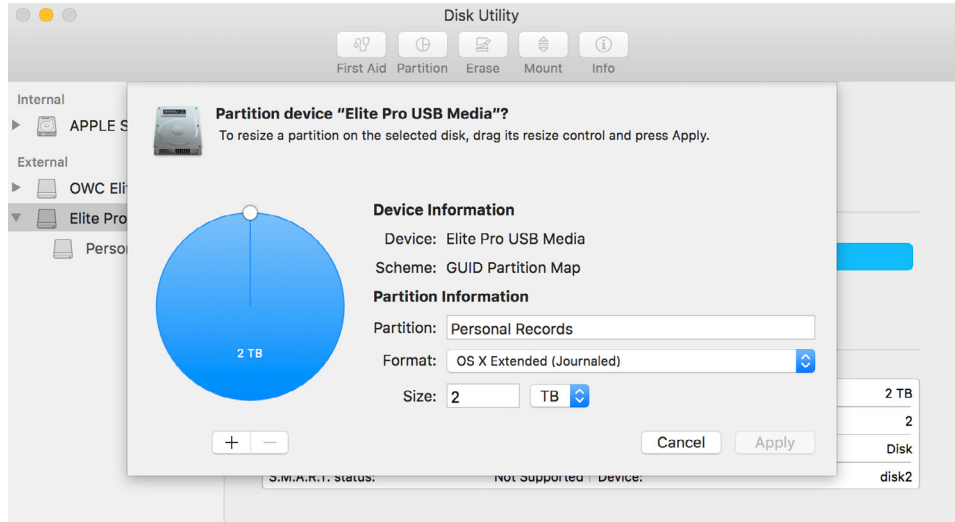 Disk Utility
First Aid Partition Erase Mount Info
Internal
APPLE S
External
OWC Eli
Elite Pro
Perso
Partition device "Elite Pro USB Media"?
To resize a partition on the selected disk, drag its resize control and press Apply.
2 TB
Device Information
Device: Elite Pro USB Media
Scheme: GUID Partition Map
Partition Information
Partition: Personal Records
Format: OS X Extended (Journaled)
Size: 2 TB
+ −
Cancel Apply
2 TB
2
Disk
S.M.A.R.T. status: Not Supported Device: disk2